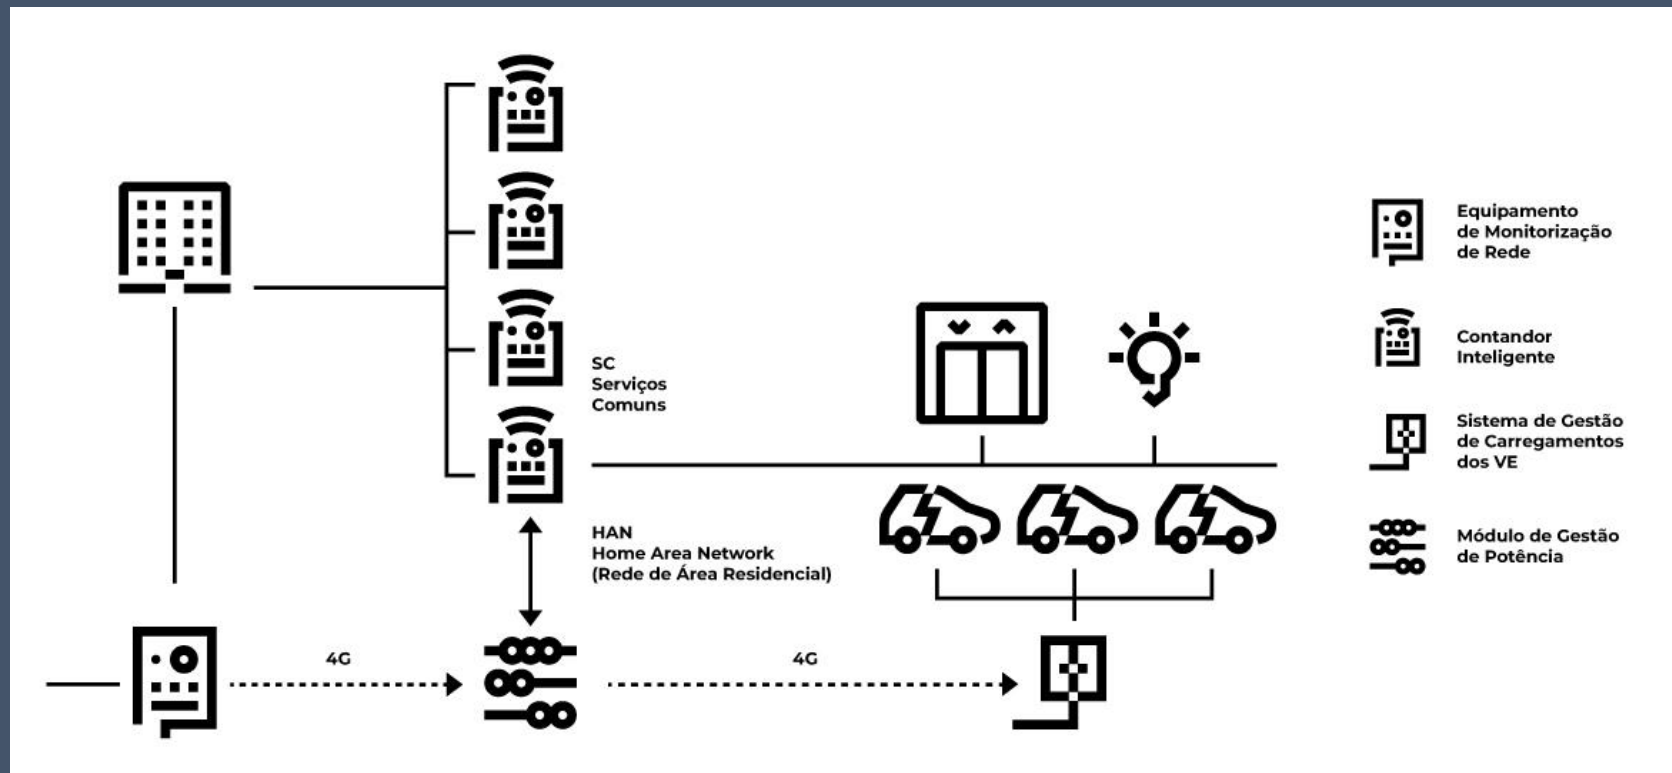 SC
Serviços
Comuns
HAN
Home Area Network
(Rede de Área Residencial)
4G
4G
Equipamento
de Monitorização
de Rede
Contandor
Inteligente
Sistema de Gestão
de Carregamentos
dos VE
Módulo de Gestão
de Potência